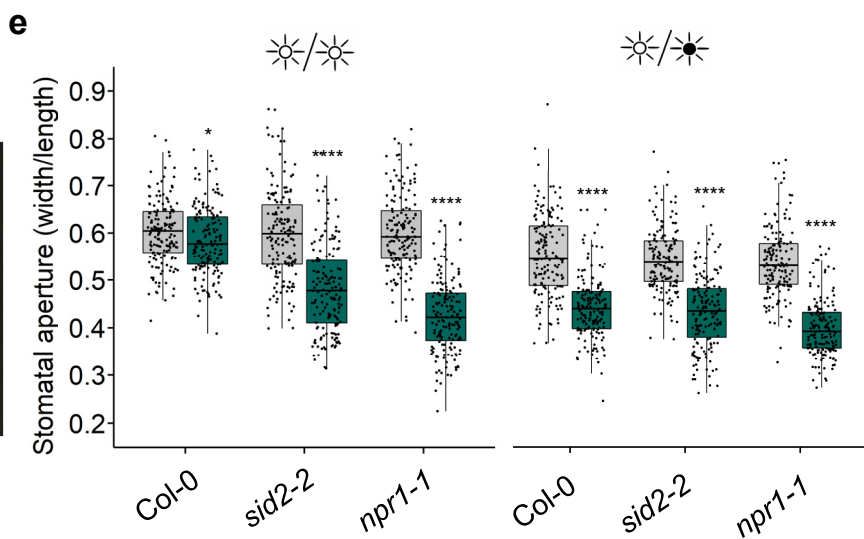 e
Stomatal aperture (width/length)
0.9
0.8
0.7
0.6
0.5
0.4
0.3
0.2
/
/
*
****
****
****
****
****
Col-0
sid2-2
npr1-1
Col-0
sid2-2
npr1-1